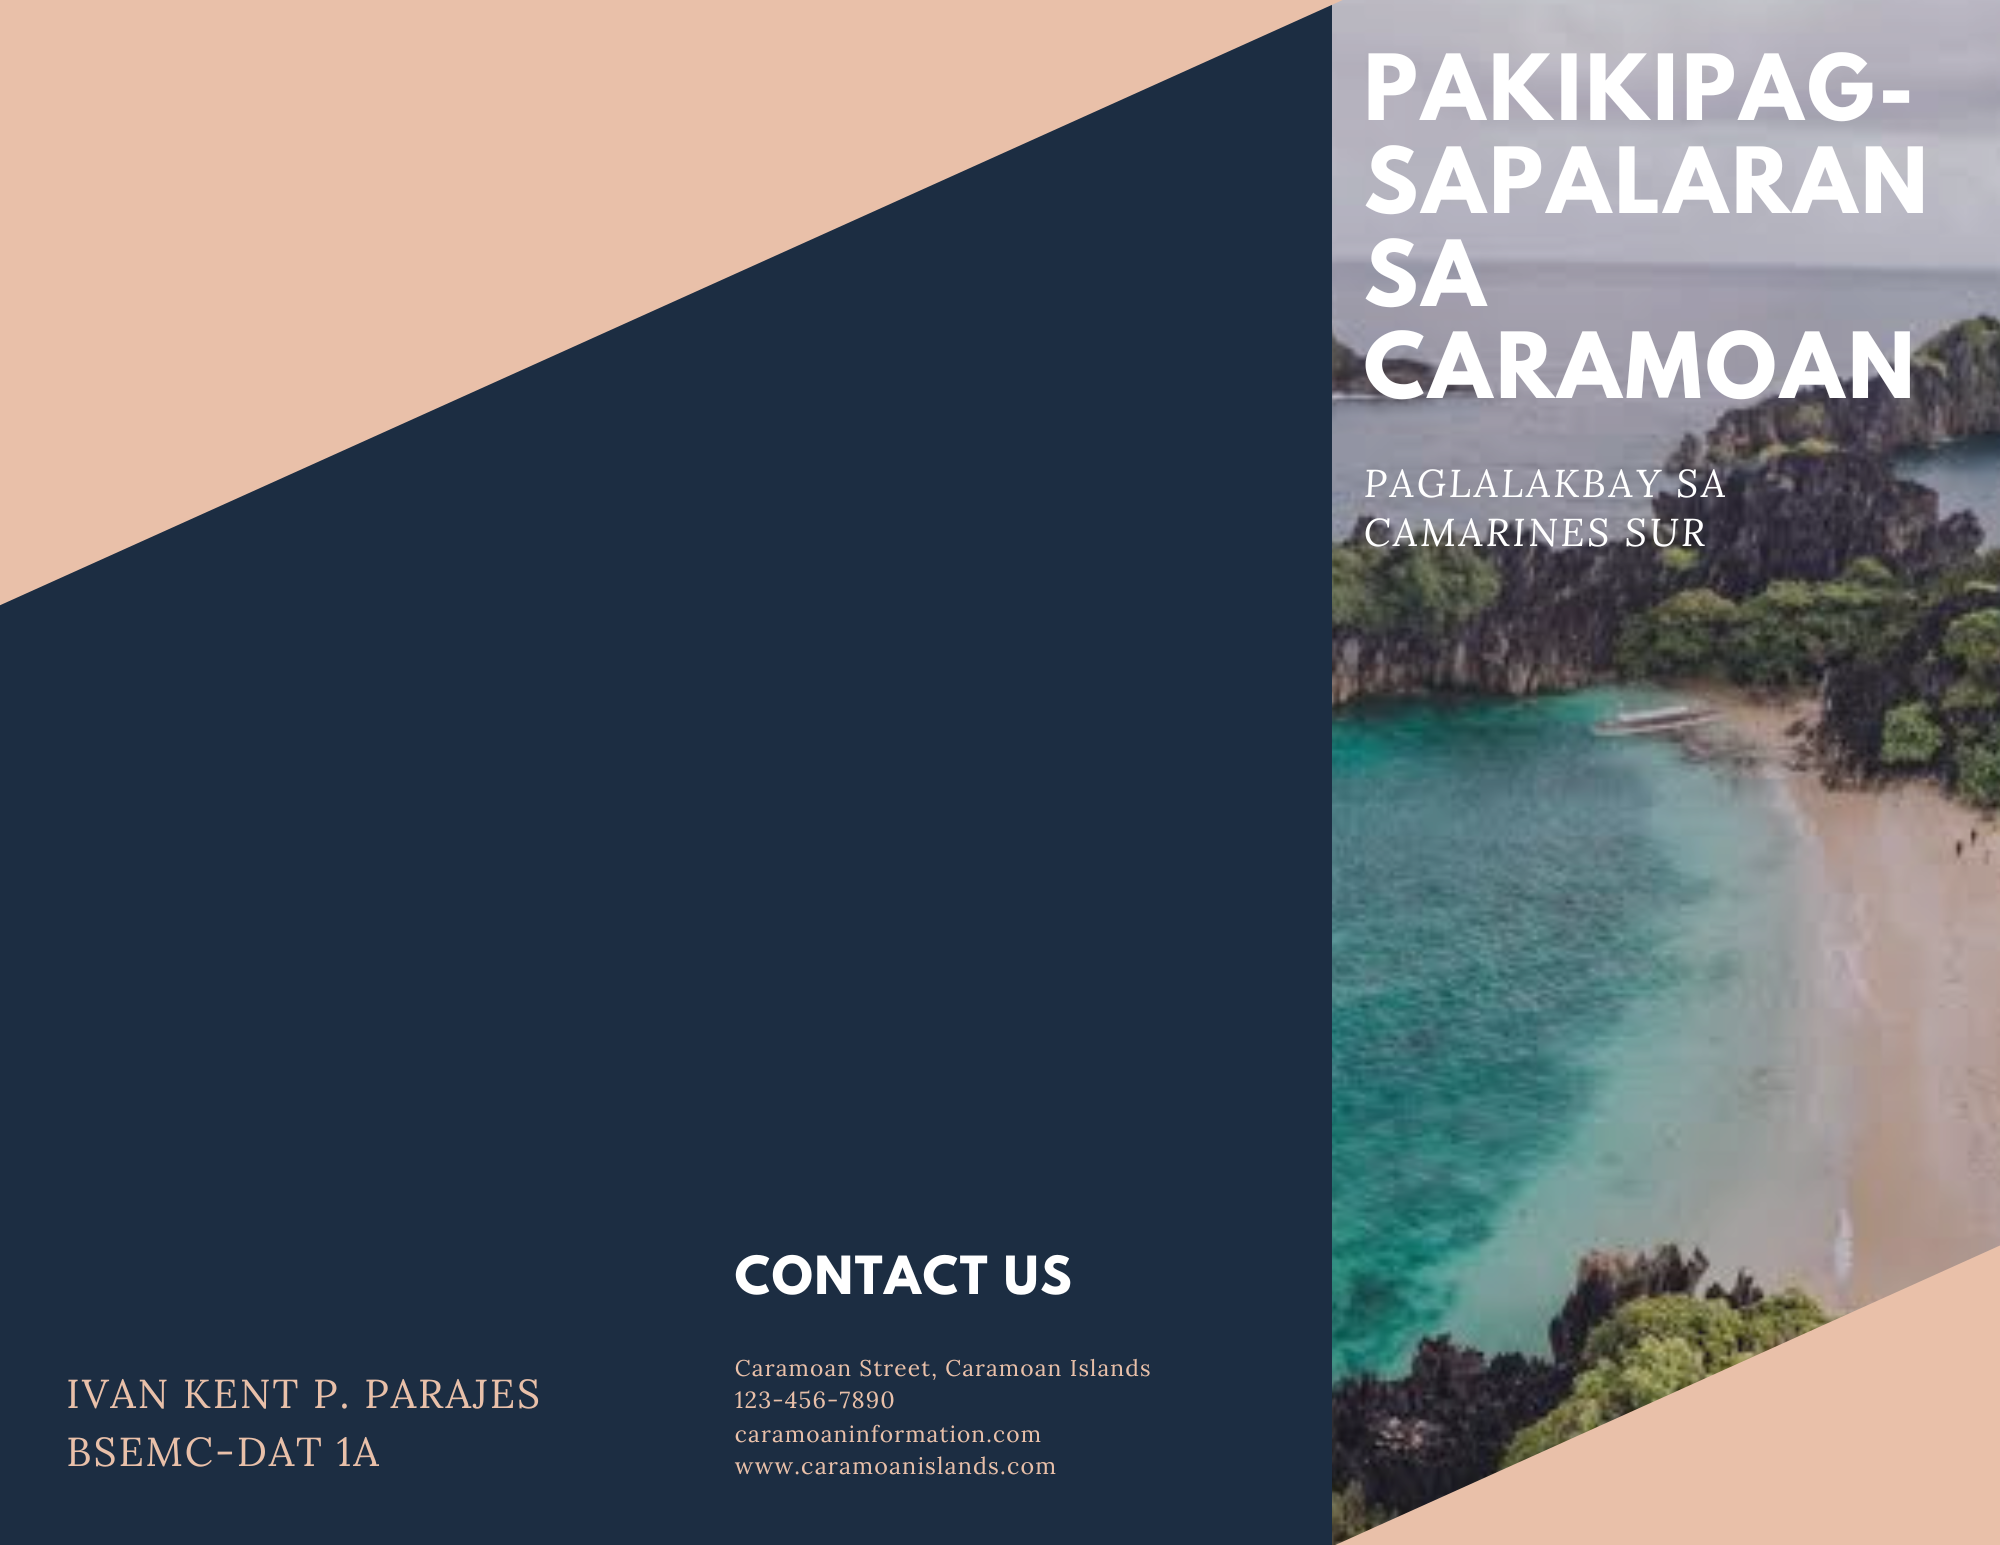 PAKIKIPAG-
SAPALARAN
SA
CARAMOAN
PAGLALAKBAY SA
CAMARINES SUR
CONTACT US
Caramoan Street, Caramoan Islands
123-456-7890
caramoaninformation.com
www.caramoanislands.com
IVAN KENT P. PARAJES
BSEMC-DAT 1A